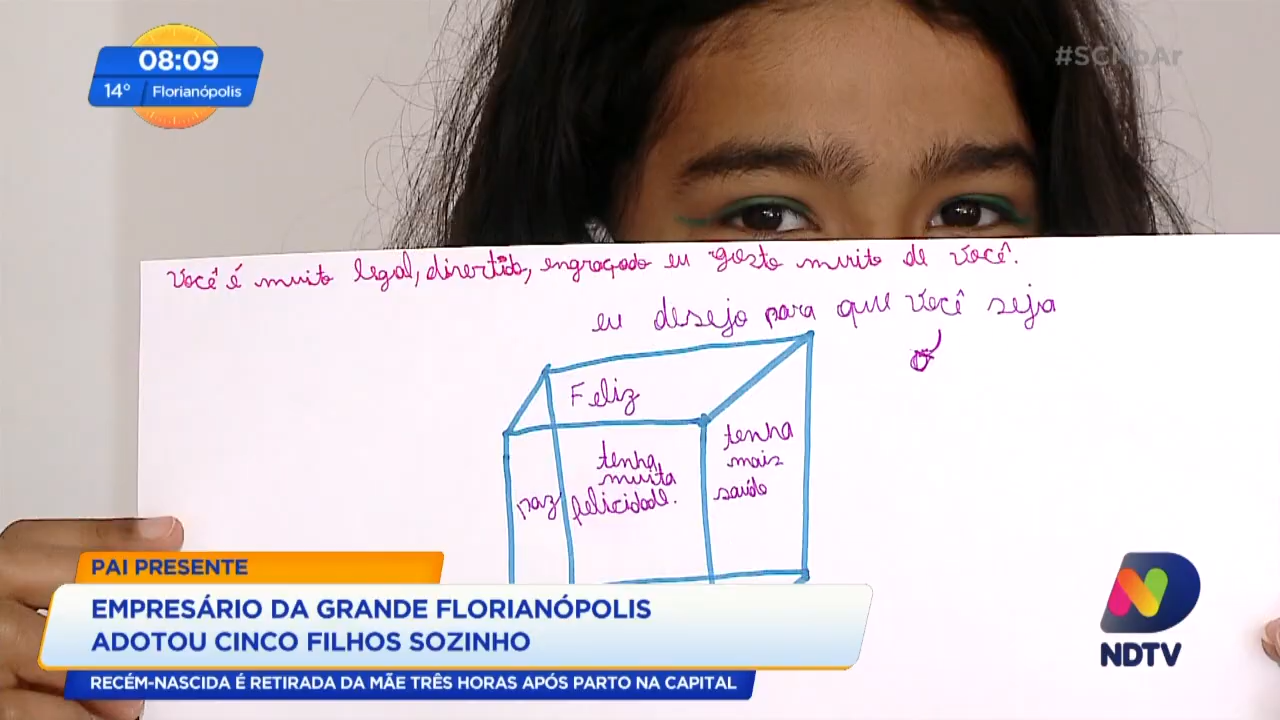 08:09
14° Florianópolis
#SCNoAr
Você é muito legal, divertido, engraçado eu gosto muito de você.
eu desejo para que você seja
Feliz
paz
tenha muita
felicidade.
tenha
mais
saúde
PAI PRESENTE
EMPRESÁRIO DA GRANDE FLORIANÓPOLIS
ADOTOU CINCO FILHOS SOZINHO
RECÉM-NASCIDA É RETIRADA DA MÃE TRÊS HORAS APÓS PARTO NA CAPITAL
NDTV